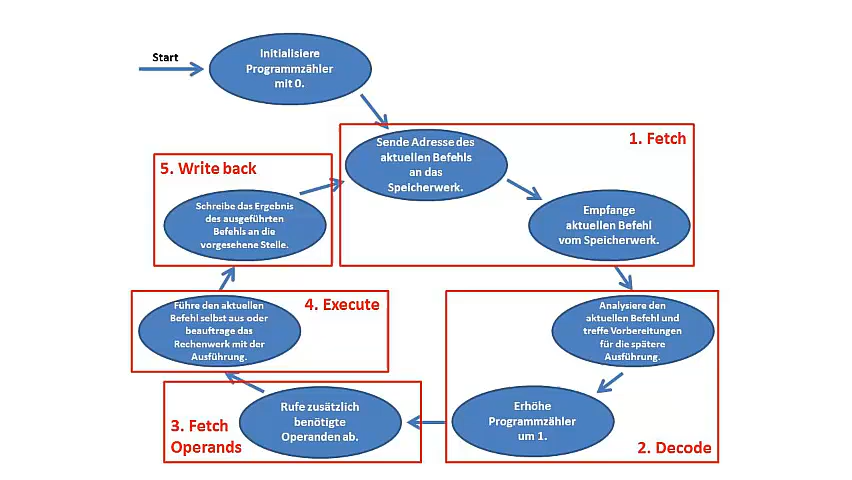 Start
Initialisiere
Programmzähler
mit 0.
1. Fetch
Sende Adresse des
aktuellen Befehls
an das
Speicherwerk.
Empfange
aktuellen Befehl
vom Speicherwerk.
Analysiere den
aktuellen Befehl und
treffe Vorbereitungen
für die spätere
Ausführung.
Erhöhe
Programmzähler
um 1.
2. Decode
3. Fetch
Operands
Rufe zusätzlich
benötigte
Operanden ab.
4. Execute
Führe den aktuellen
Befehl selbst aus oder
beauftrage das
Rechenwerk mit der
Ausführung.
5. Write back
Schreibe das Ergebnis
des ausgeführten
Befehls an die
vorgesehene Stelle.